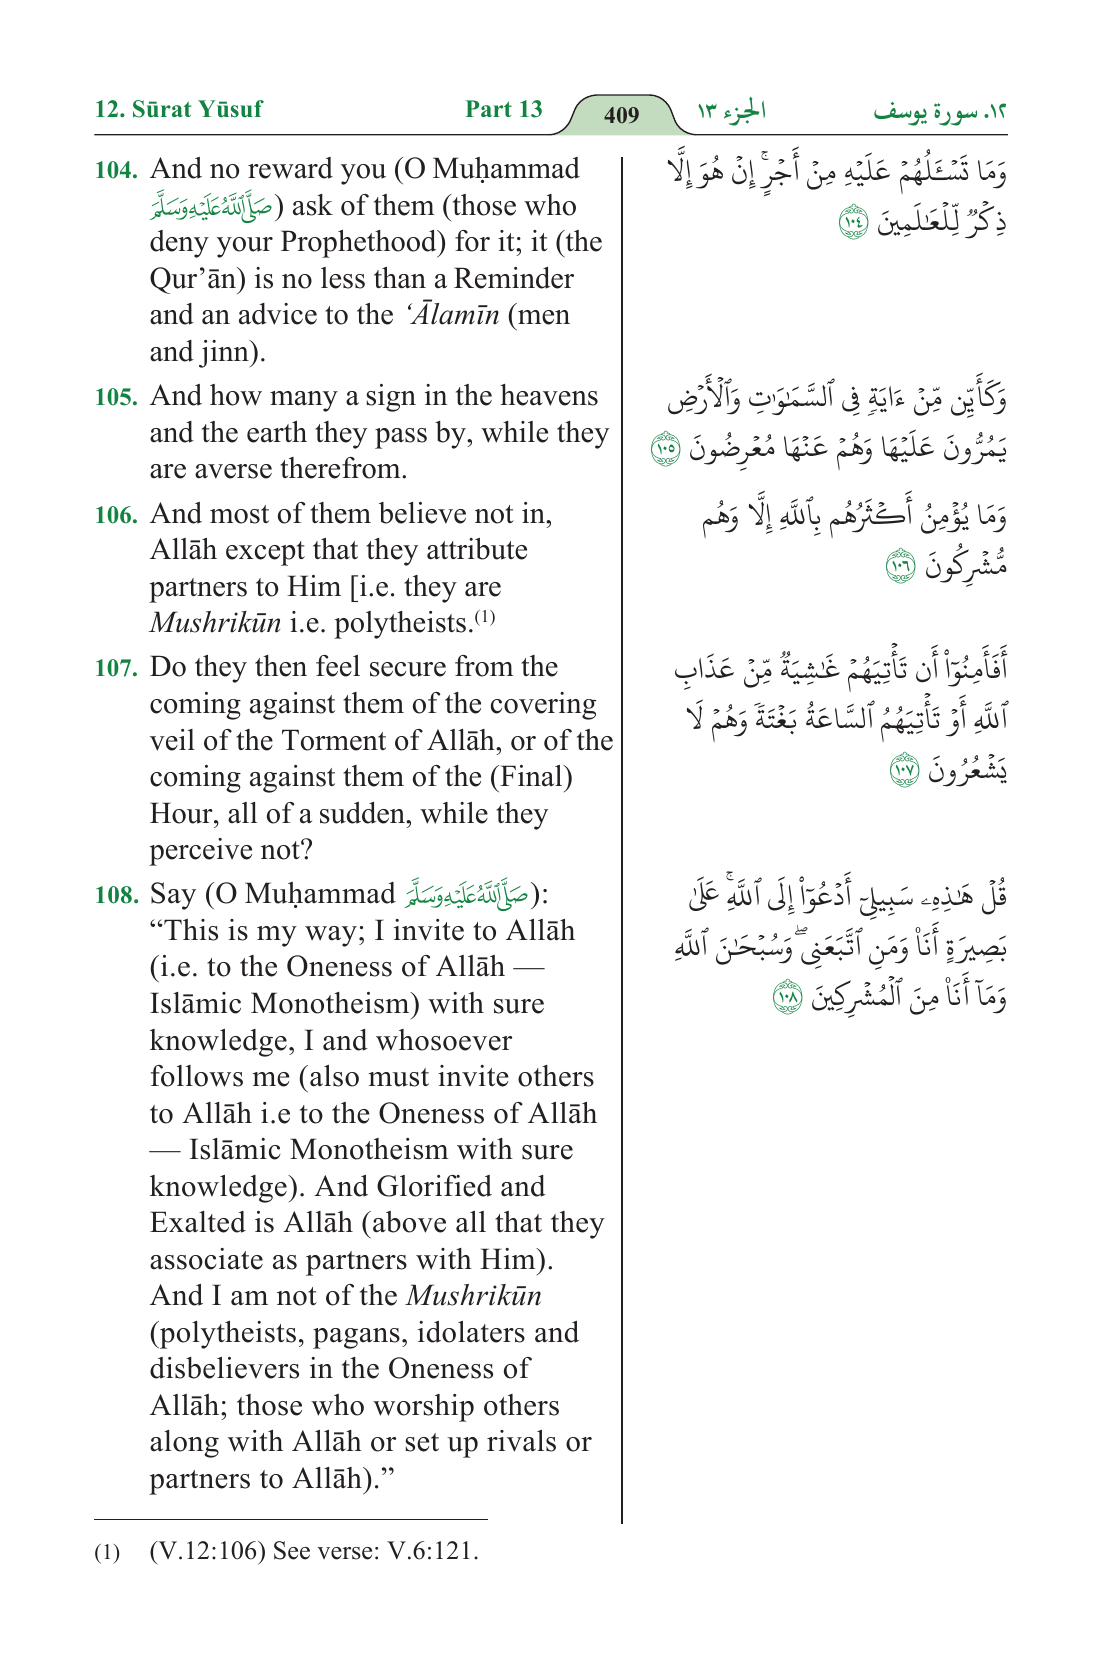 12. Sūrat Yūsuf
Part 13
409
الجزء ١٣
١٢. سورة يوسف
104. And no reward you (O Muḥammad
صَلَّى اللَّهُ عَلَيْهِ وَسَلَّمَ) ask of them (those who
deny your Prophethood) for it; it (the
Qur’ān) is no less than a Reminder
and an advice to the ‘Ālamīn (men
and jinn).
105. And how many a sign in the heavens
and the earth they pass by, while they
are averse therefrom.
106. And most of them believe not in,
Allāh except that they attribute
partners to Him [i.e. they are
Mushrikūn i.e. polytheists.(1)
107. Do they then feel secure from the
coming against them of the covering
veil of the Torment of Allāh, or of the
coming against them of the (Final)
Hour, all of a sudden, while they
perceive not?
108. Say (O Muḥammad صَلَّى اللَّهُ عَلَيْهِ وَسَلَّمَ):
“This is my way; I invite to Allāh
(i.e. to the Oneness of Allāh —
Islāmic Monotheism) with sure
knowledge, I and whosoever
follows me (also must invite others
to Allāh i.e to the Oneness of Allāh
— Islāmic Monotheism with sure
knowledge). And Glorified and
Exalted is Allāh (above all that they
associate as partners with Him).
And I am not of the Mushrikūn
(polytheists, pagans, idolaters and
disbelievers in the Oneness of
Allāh; those who worship others
along with Allāh or set up rivals or
partners to Allāh).”
وَمَا تَسْـَٔلُهُمْ عَلَيْهِ مِنْ أَجْرٍ ۚ إِنْ هُوَ إِلَّا
ذِكْرٌ لِّلْعَـٰلَمِينَ ١٠٤
وَكَأَيِّن مِّنْ ءَايَةٍ فِى ٱلسَّمَـٰوَٰتِ وَٱلْأَرْضِ
يَمُرُّونَ عَلَيْهَا وَهُمْ عَنْهَا مُعْرِضُونَ ١٠٥
وَمَا يُؤْمِنُ أَكْثَرُهُم بِٱللَّهِ إِلَّا وَهُم
مُّشْرِكُونَ ١٠٦
أَفَأَمِنُوٓا۟ أَن تَأْتِيَهُمْ غَـٰشِيَةٌ مِّنْ عَذَابِ
ٱللَّهِ أَوْ تَأْتِيَهُمُ ٱلسَّاعَةُ بَغْتَةً وَهُمْ لَا
يَشْعُرُونَ ١٠٧
قُلْ هَـٰذِهِۦ سَبِيلِىٓ أَدْعُوٓا۟ إِلَى ٱللَّهِ ۚ عَلَىٰ
بَصِيرَةٍ أَنَا۠ وَمَنِ ٱتَّبَعَنِى ۖ وَسُبْحَـٰنَ ٱللَّهِ
وَمَآ أَنَا۠ مِنَ ٱلْمُشْرِكِينَ ١٠٨
(1) (V.12:106) See verse: V.6:121.